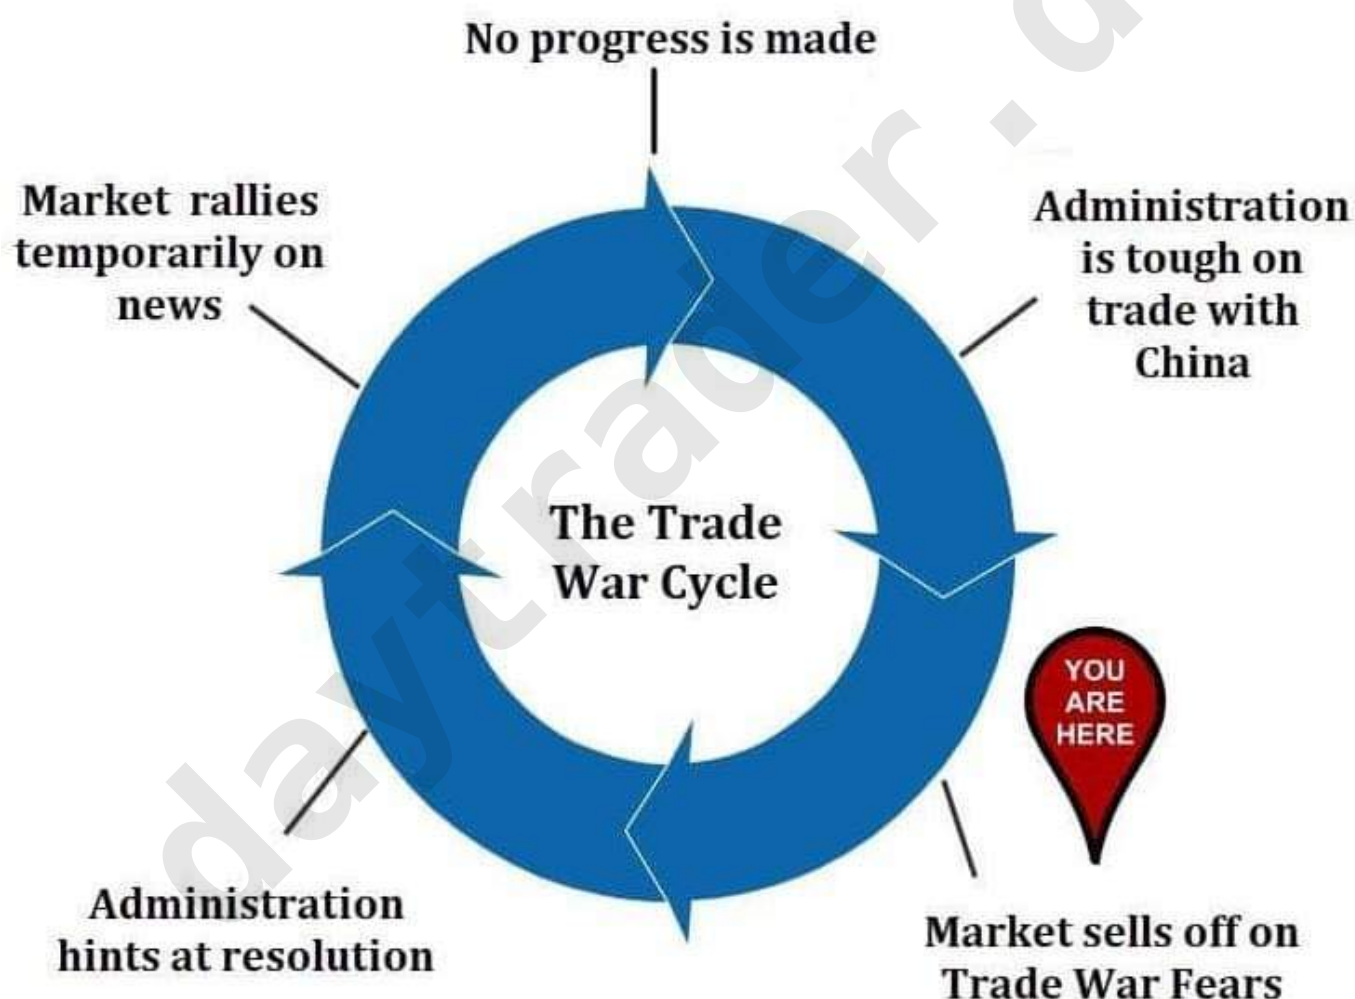 No progress is made
Market rallies
temporarily on
news
Administration
is tough on
trade with
China
The Trade
War Cycle
YOU
ARE
HERE
Administration
hints at resolution
Market sells off on
Trade War Fears
daytrader.d